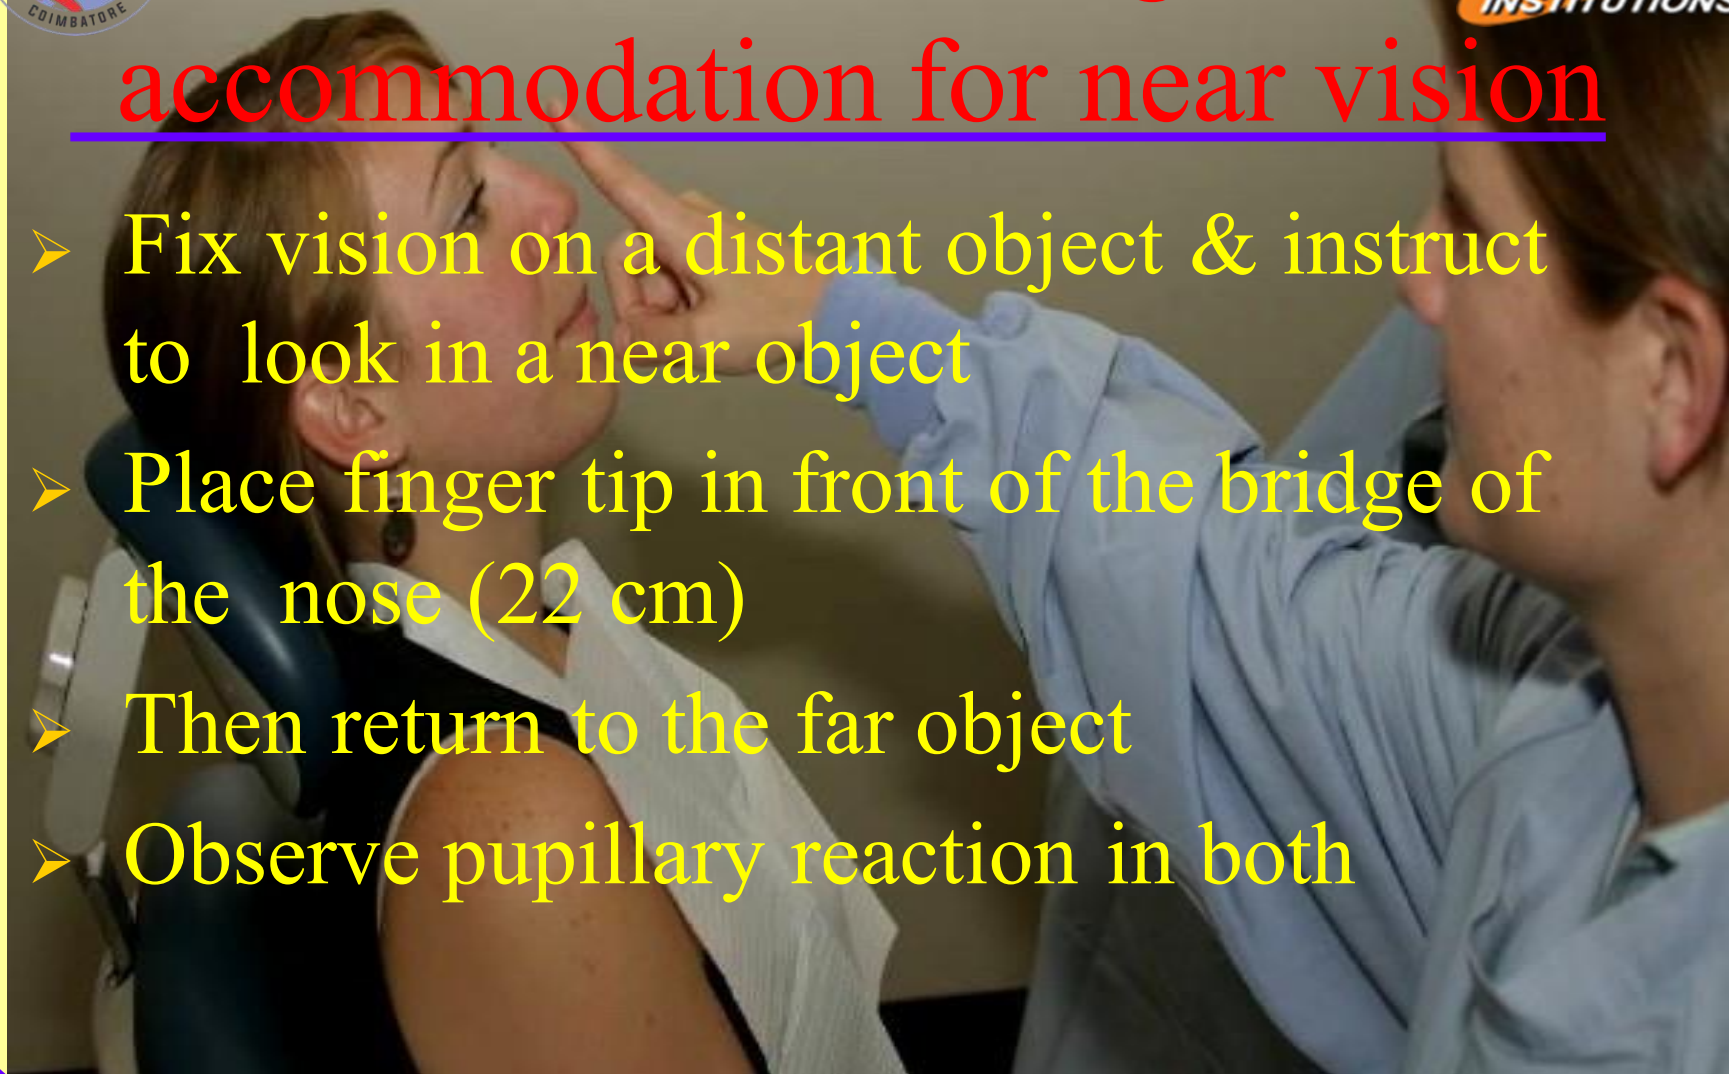 COIMBATORE
INSTITUTIONS
accommodation for near vision
➢ Fix vision on a distant object & instruct
to look in a near object
➢ Place finger tip in front of the bridge of
the nose (22 cm)
➢ Then return to the far object
➢ Observe pupillary reaction in both